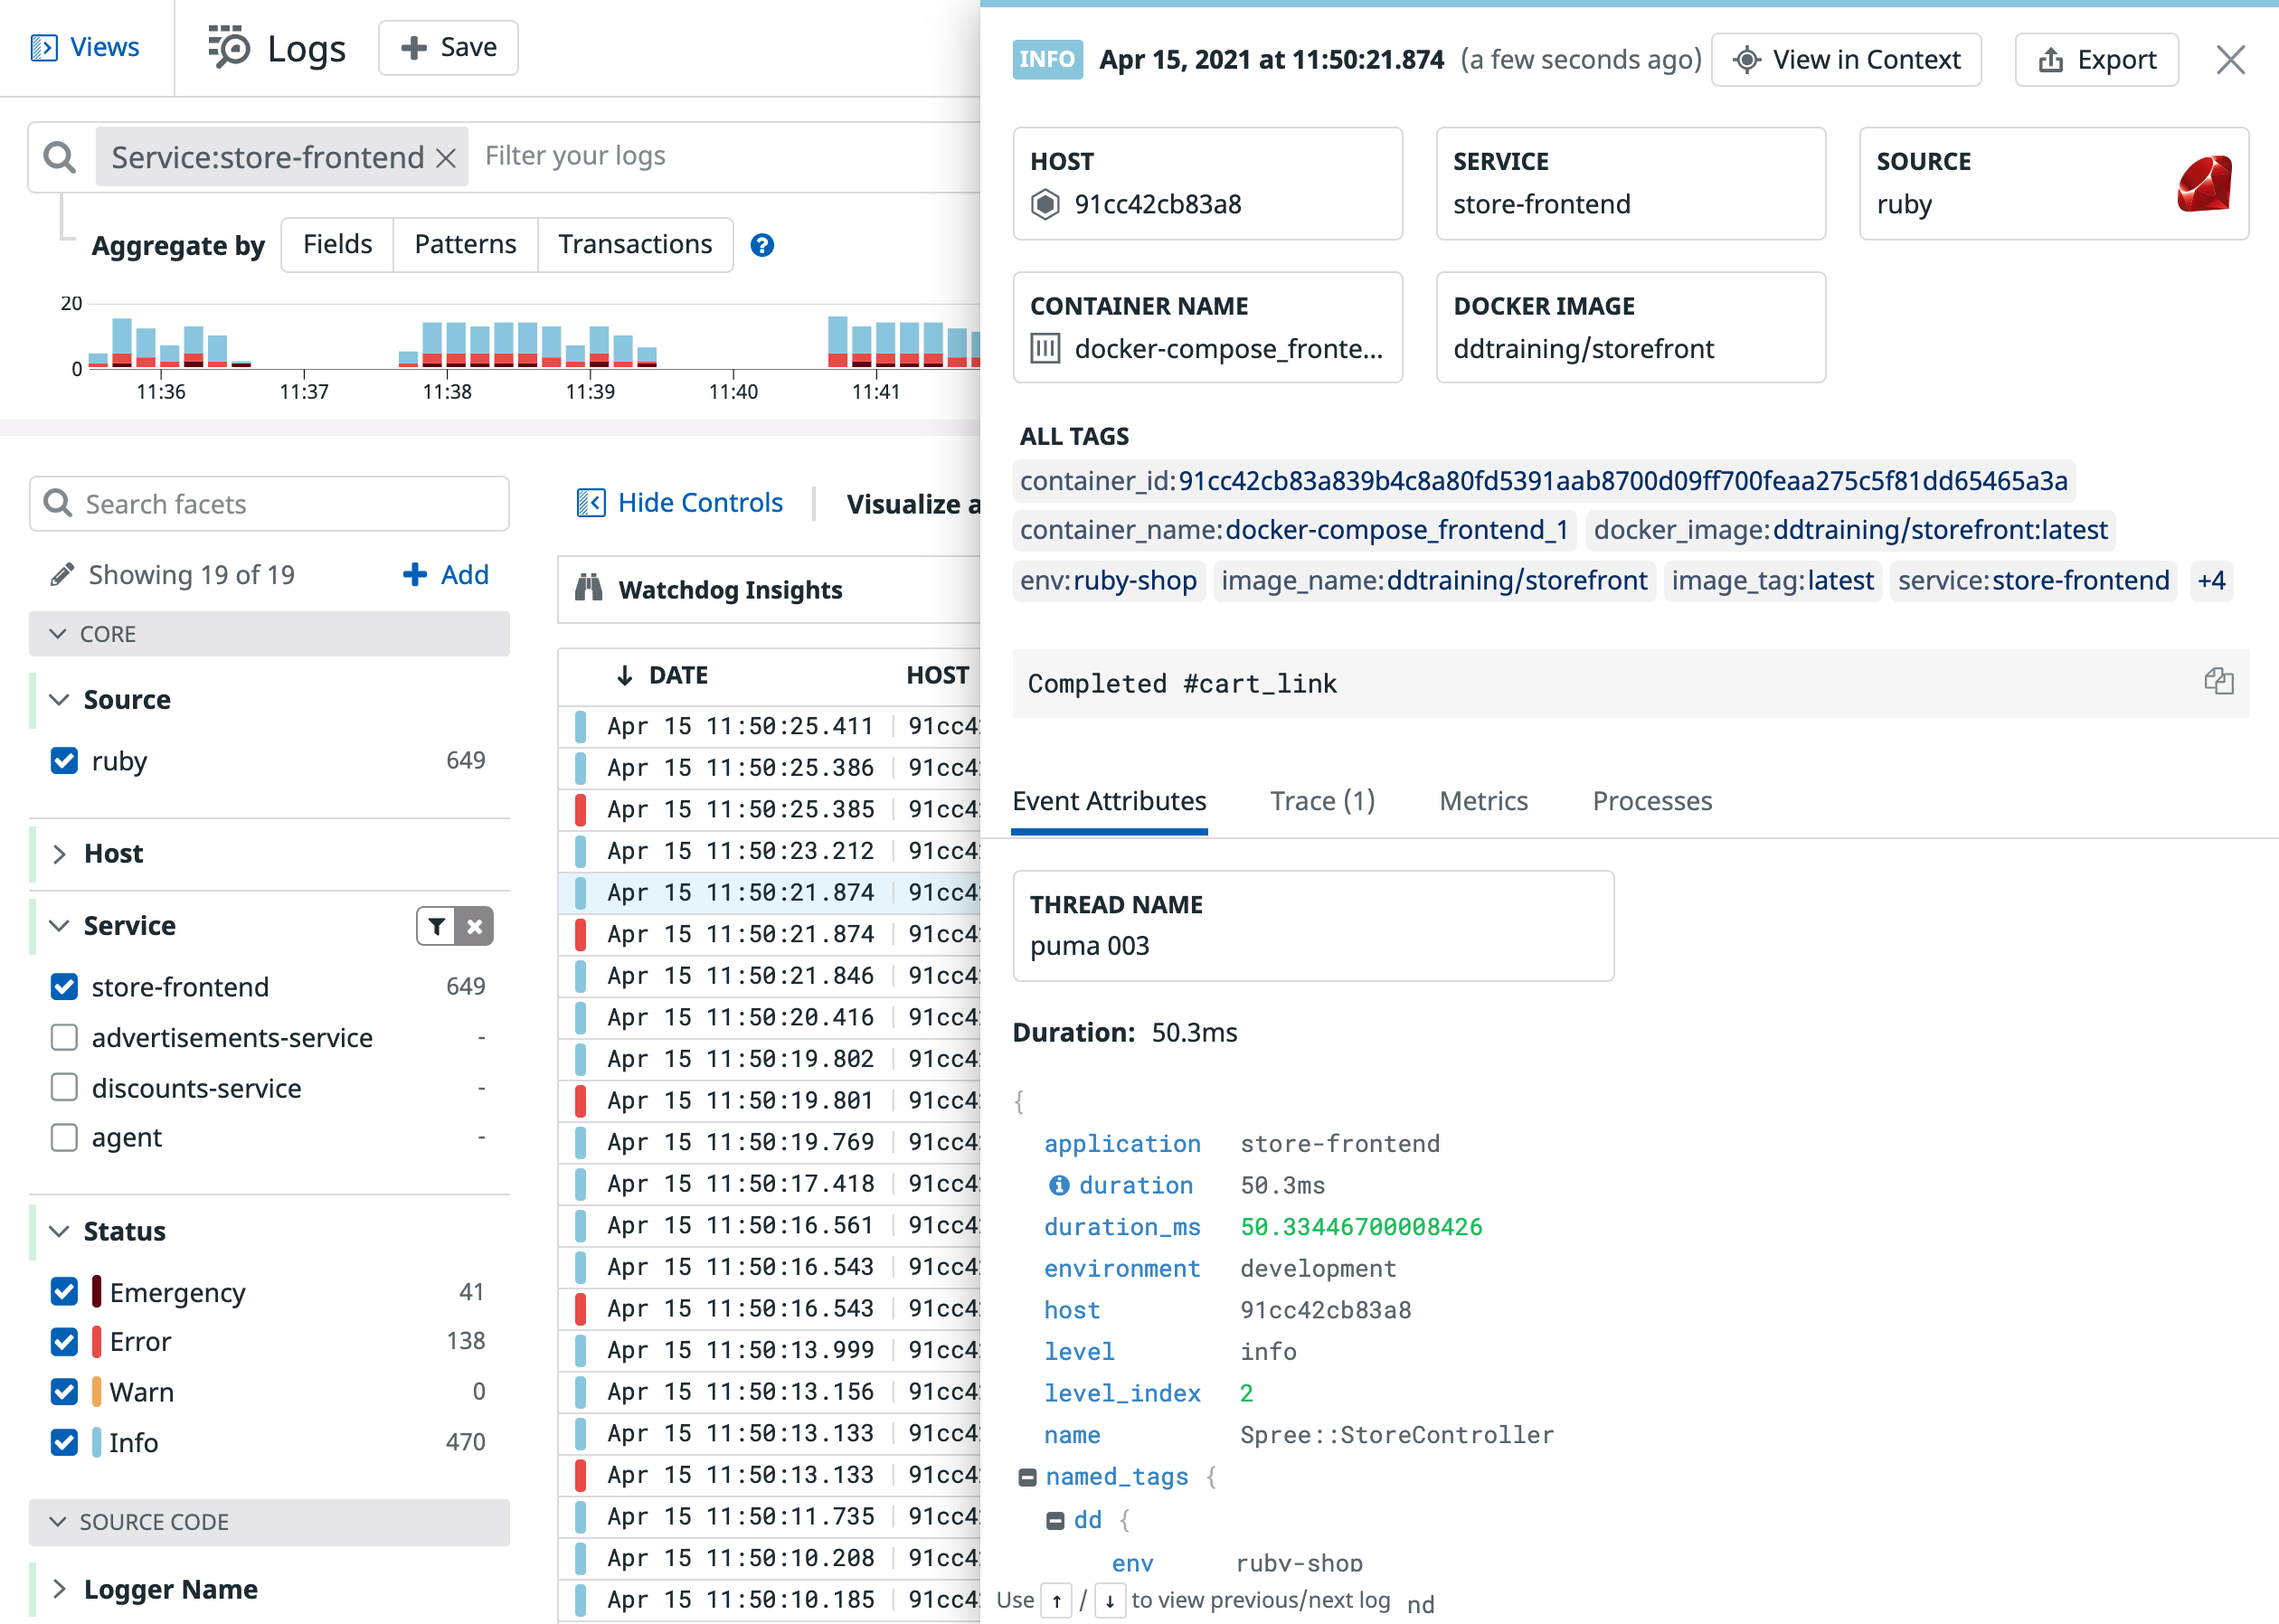 Views
Logs
Save
Service:store-frontend
Filter your logs
Aggregate by
Fields
Patterns
Transactions
?
20
0
11:36
11:37
11:38
11:39
11:40
11:41
Search facets
Showing 19 of 19
Add
CORE
Source
ruby 649
Host
Service
store-frontend 649
advertisements-service -
discounts-service -
agent -
Status
Emergency 41
Error 138
Warn 0
Info 470
SOURCE CODE
Logger Name
Hide Controls
Visualize a
Watchdog Insights
DATE HOST
Apr 15 11:50:25.411 91cc4
Apr 15 11:50:25.386 91cc4
Apr 15 11:50:25.385 91cc4
Apr 15 11:50:23.212 91cc4
Apr 15 11:50:21.874 91cc4
Apr 15 11:50:21.874 91cc4
Apr 15 11:50:21.846 91cc4
Apr 15 11:50:20.416 91cc4
Apr 15 11:50:19.802 91cc4
Apr 15 11:50:19.801 91cc4
Apr 15 11:50:19.769 91cc4
Apr 15 11:50:17.418 91cc4
Apr 15 11:50:16.561 91cc4
Apr 15 11:50:16.543 91cc4
Apr 15 11:50:16.543 91cc4
Apr 15 11:50:13.999 91cc4
Apr 15 11:50:13.156 91cc4
Apr 15 11:50:13.133 91cc4
Apr 15 11:50:13.133 91cc4
Apr 15 11:50:11.735 91cc4
Apr 15 11:50:10.208 91cc4
Apr 15 11:50:10.185 91cc4
INFO Apr 15, 2021 at 11:50:21.874 (a few seconds ago)
View in Context
Export
HOST
91cc42cb83a8
SERVICE
store-frontend
SOURCE
ruby
CONTAINER NAME
docker-compose_fronte...
DOCKER IMAGE
ddtraining/storefront
ALL TAGS
container_id:91cc42cb83a839b4c8a80fd5391aab8700d09ff700feaa275c5f81dd65465a3a
container_name:docker-compose_frontend_1 docker_image:ddtraining/storefront:latest
env:ruby-shop image_name:ddtraining/storefront image_tag:latest service:store-frontend +4
Completed #cart_link
Event Attributes
Trace (1)
Metrics
Processes
THREAD NAME
puma 003
Duration: 50.3ms
{
application store-frontend
duration 50.3ms
duration_ms 50.33446700008426
environment development
host 91cc42cb83a8
level info
level_index 2
name Spree::StoreController
named_tags {
dd {
env ruby-shop
Use ↑ / ↓ to view previous/next log nd